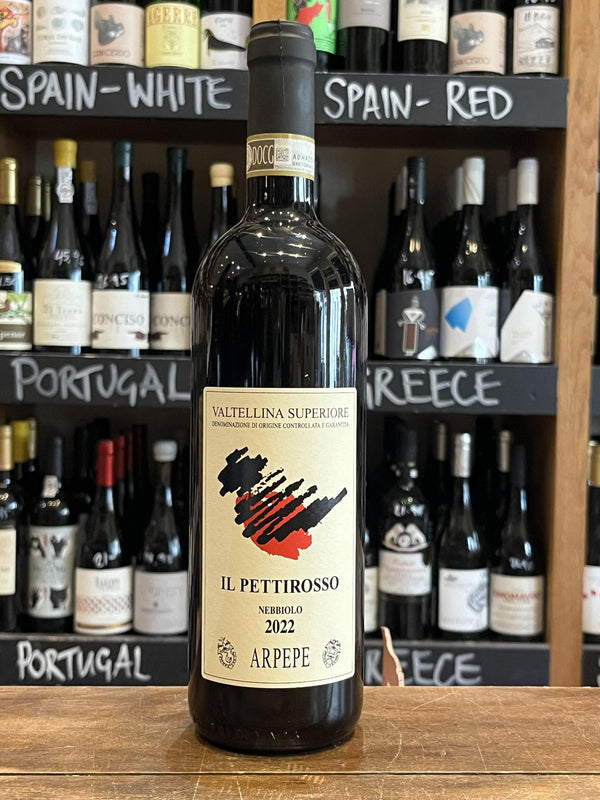 SPAIN-WHITE
SPAIN- RED
DOCG
VALTELLINA SUPERIORE
DENOMINAZIONE DI ORIGINE CONTROLLATA E GARANTITA
IL PETTIROSSO
NEBBIOLO
2022
ARPEPE
CONCISO
PORTUGAL
GREECE
PORTUGAL
GREECE